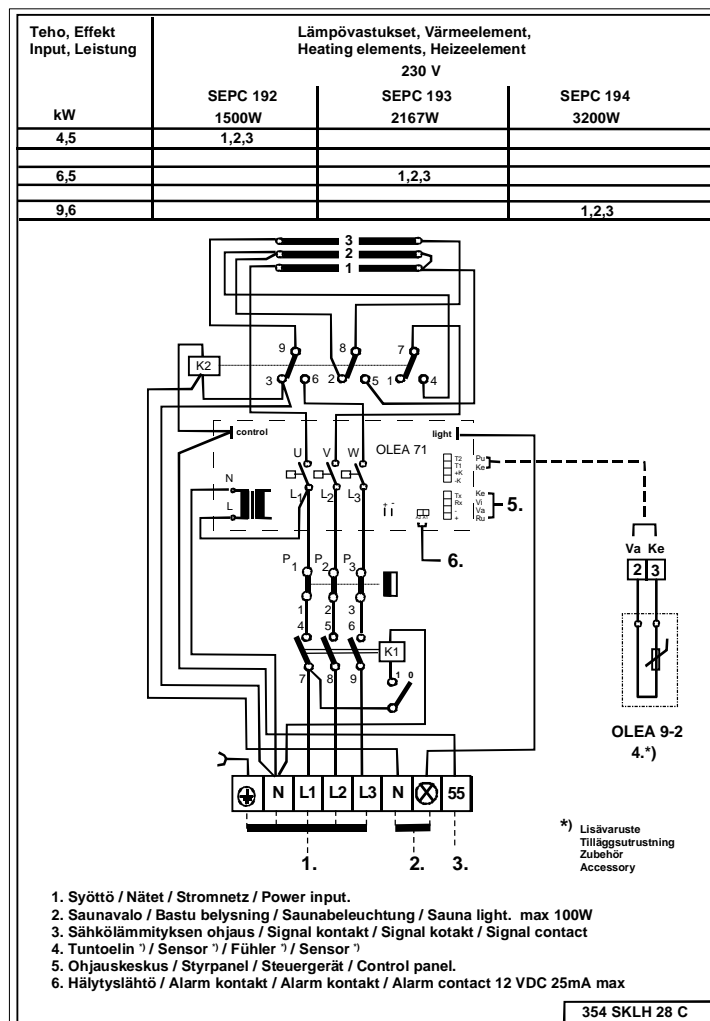 Teho, Effekt
Input, Leistung
Lämpövastukset, Värmeelement,
Heating elements, Heizeelement
230 V
SEPC 192 SEPC 193 SEPC 194
kW 1500W 2167W 3200W
4,5 1,2,3
6,5 1,2,3
9,6 1,2,3
3
2
1
9 8 7
K2
3 6 2 5 1 4
control light
OLEA 71
U V W
N
L
L1 L2 L3
T2
T1
+K
-K
Pu
Ke
Tx
Rx
-
+
Ke
Vi
Va
Ru
5.
+ -
6.
P1 P2 P3
1 2 3
4 5 6
K1
7 8 9
1 0
Va Ke
2 3
OLEA 9-2
4.*)
N L1 L2 L3 N 55
1. 2. 3.
*) Lisävaruste
Tilläggsutrustning
Zubehör
Accessory
1. Syöttö / Nätet / Stromnetz / Power input.
2. Saunavalo / Bastu belysning / Saunabeleuchtung / Sauna light. max 100W
3. Sähkölämmityksen ohjaus / Signal kontakt / Signal kotakt / Signal contact
4. Tuntoelin *) / Sensor *) / Fühler *) / Sensor *)
5. Ohjauskeskus / Styrpanel / Steuergerät / Control panel.
6. Hälytyslähtö / Alarm kontakt / Alarm kontakt / Alarm contact 12 VDC 25mA max
354 SKLH 28 C